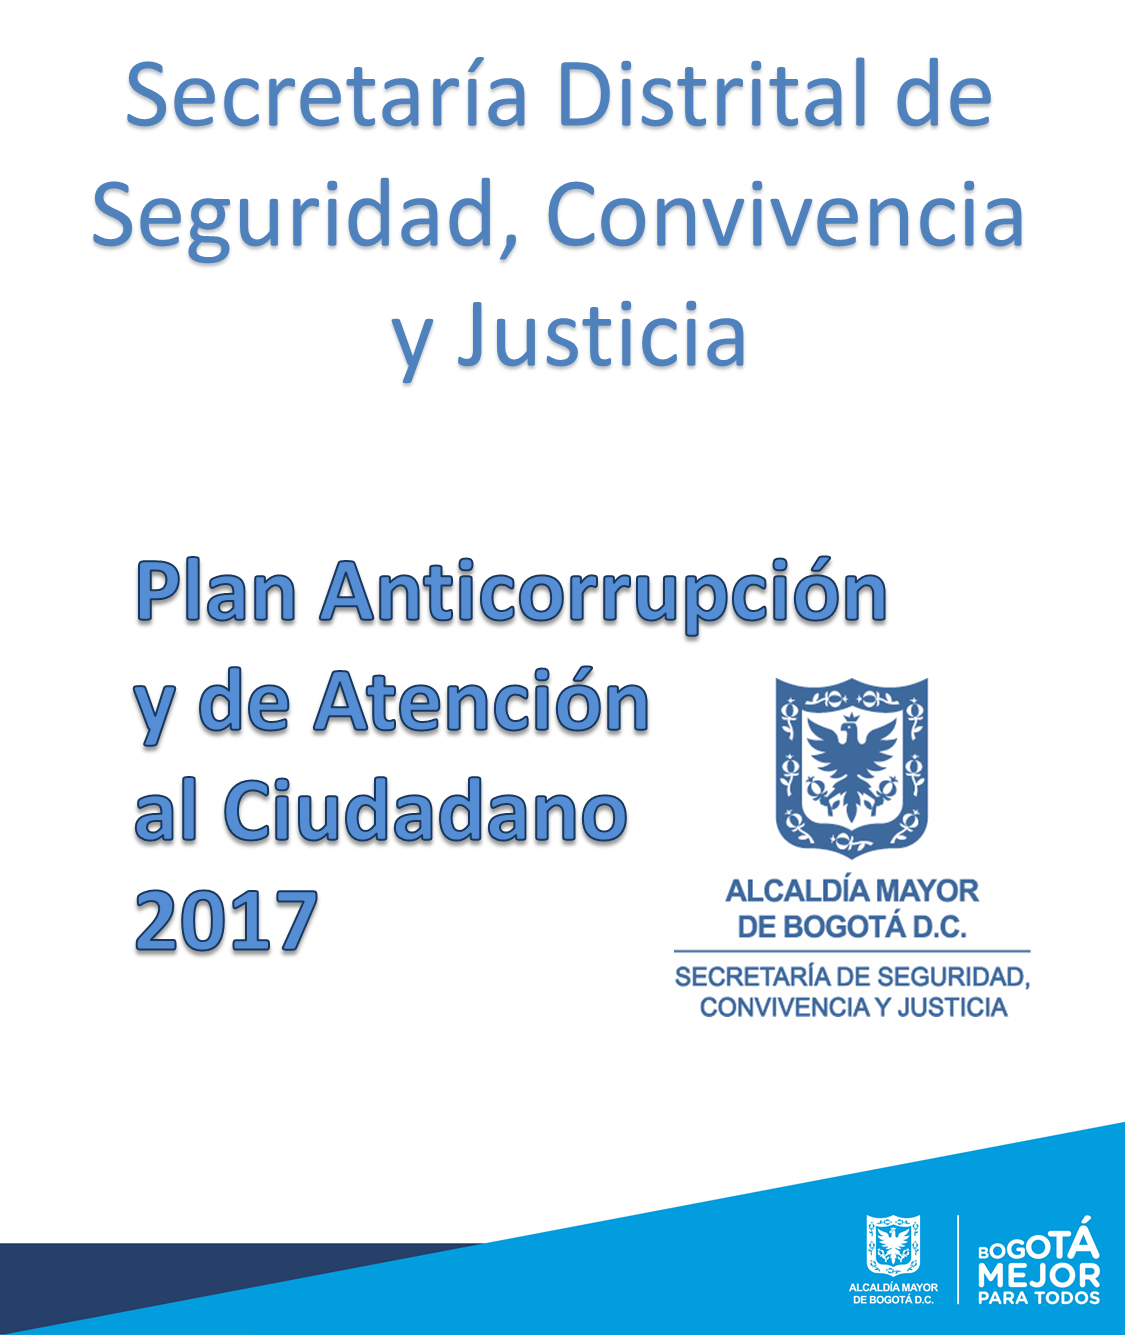 Secretaría Distrital de
Seguridad, Convivencia
y Justicia
Plan Anticorrupción
y de Atención
al Ciudadano
2017
ALCALDÍA MAYOR
DE BOGOTÁ D.C.
SECRETARÍA DE SEGURIDAD,
CONVIVENCIA Y JUSTICIA
ALCALDÍA MAYOR
DE BOGOTÁ D.C.
BOGOTÁ
MEJOR
PARA TODOS